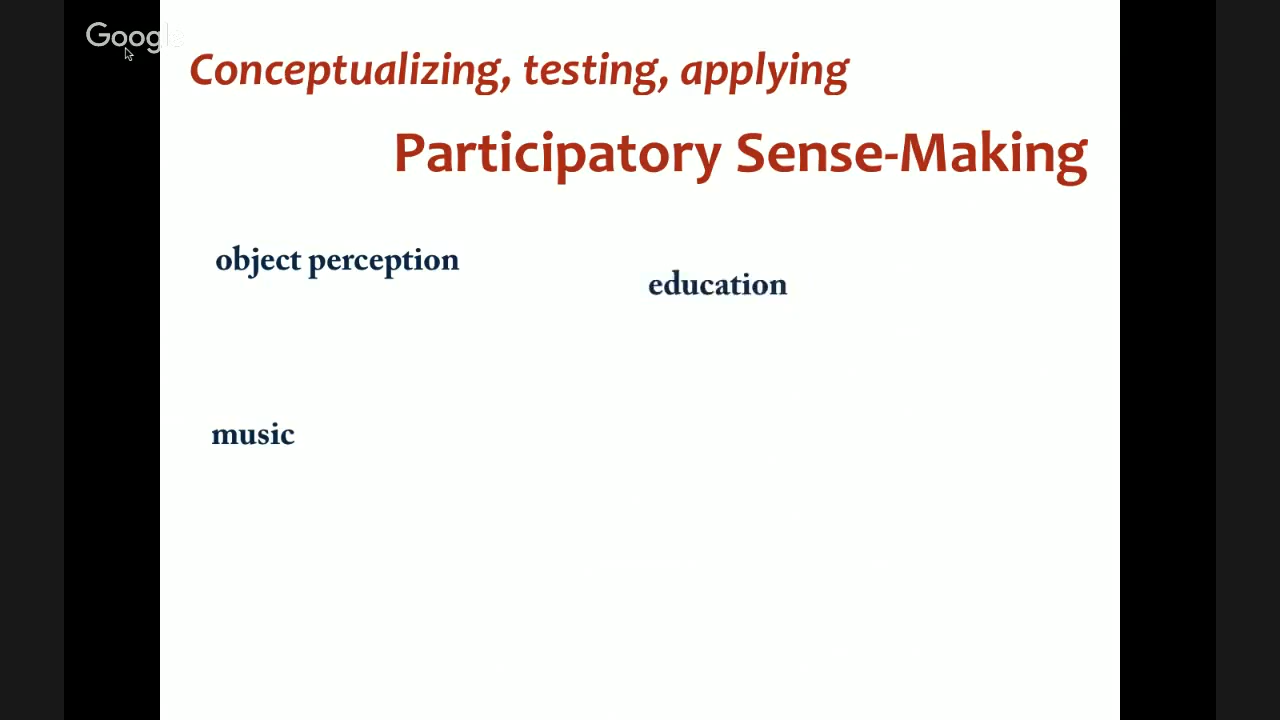 Google
Conceptualizing, testing, applying
Participatory Sense-Making
object perception
education
music